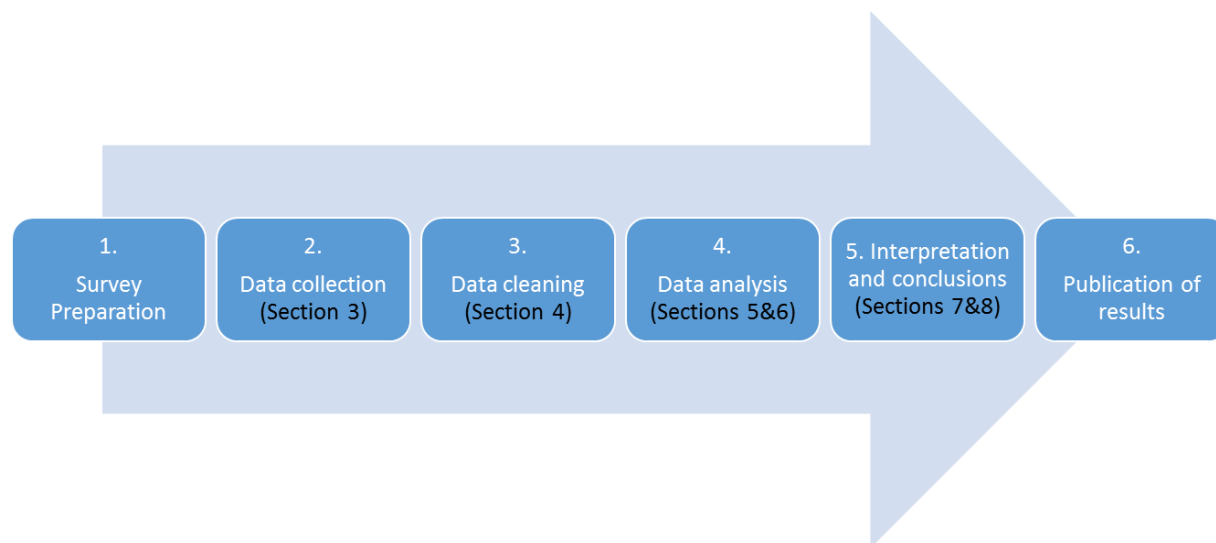 1.
Survey
Preparation
2.
Data collection
(Section 3)
3.
Data cleaning
(Section 4)
4.
Data analysis
(Sections 5&6)
5. Interpretation
and conclusions
(Sections 7&8)
6.
Publication of
results